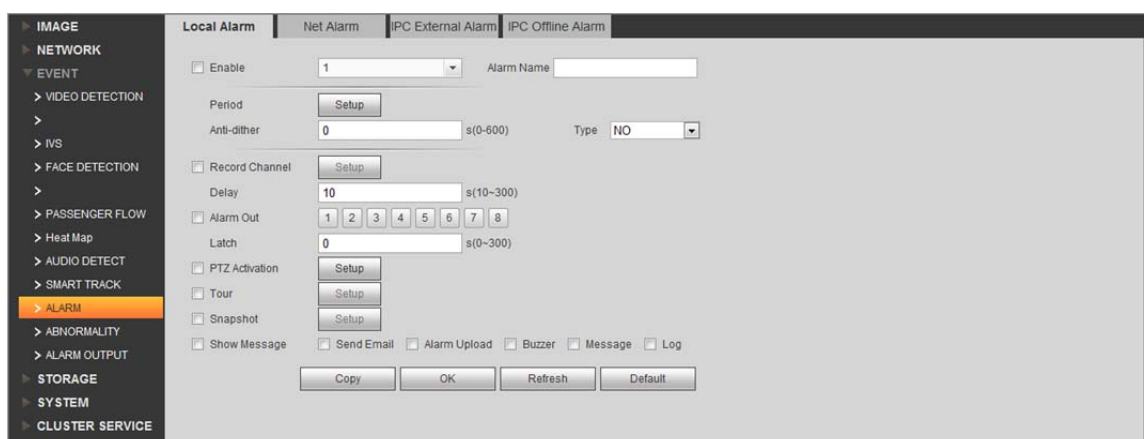 IMAGE
NETWORK
EVENT
> VIDEO DETECTION
>
> IVS
> FACE DETECTION
>
> PASSENGER FLOW
> Heat Map
> AUDIO DETECT
> SMART TRACK
> ALARM
> ABNORMALITY
> ALARM OUTPUT
STORAGE
SYSTEM
CLUSTER SERVICE
Local Alarm Net Alarm IPC External Alarm IPC Offline Alarm
Enable 1 Alarm Name
Period Setup
Anti-dither 0 s(0-600) Type NO
Record Channel Setup
Delay 10 s(10~300)
Alarm Out 1 2 3 4 5 6 7 8
Latch 0 s(0~300)
PTZ Activation Setup
Tour Setup
Snapshot Setup
Show Message Send Email Alarm Upload Buzzer Message Log
Copy OK Refresh Default